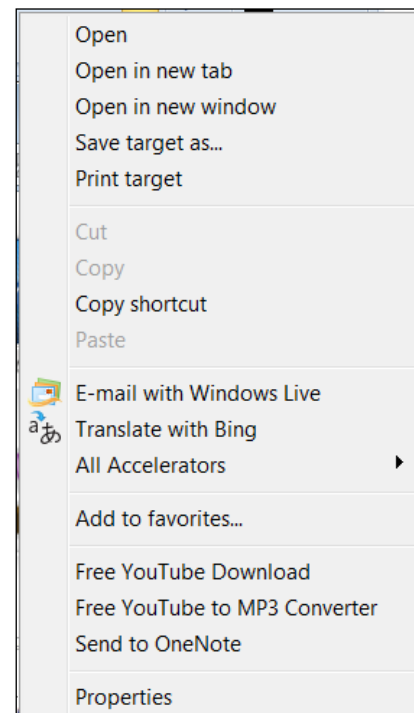 Open
Open in new tab
Open in new window
Save target as...
Print target
Cut
Copy
Copy shortcut
Paste
E-mail with Windows Live
aあ Translate with Bing
All Accelerators
Add to favorites...
Free YouTube Download
Free YouTube to MP3 Converter
Send to OneNote
Properties